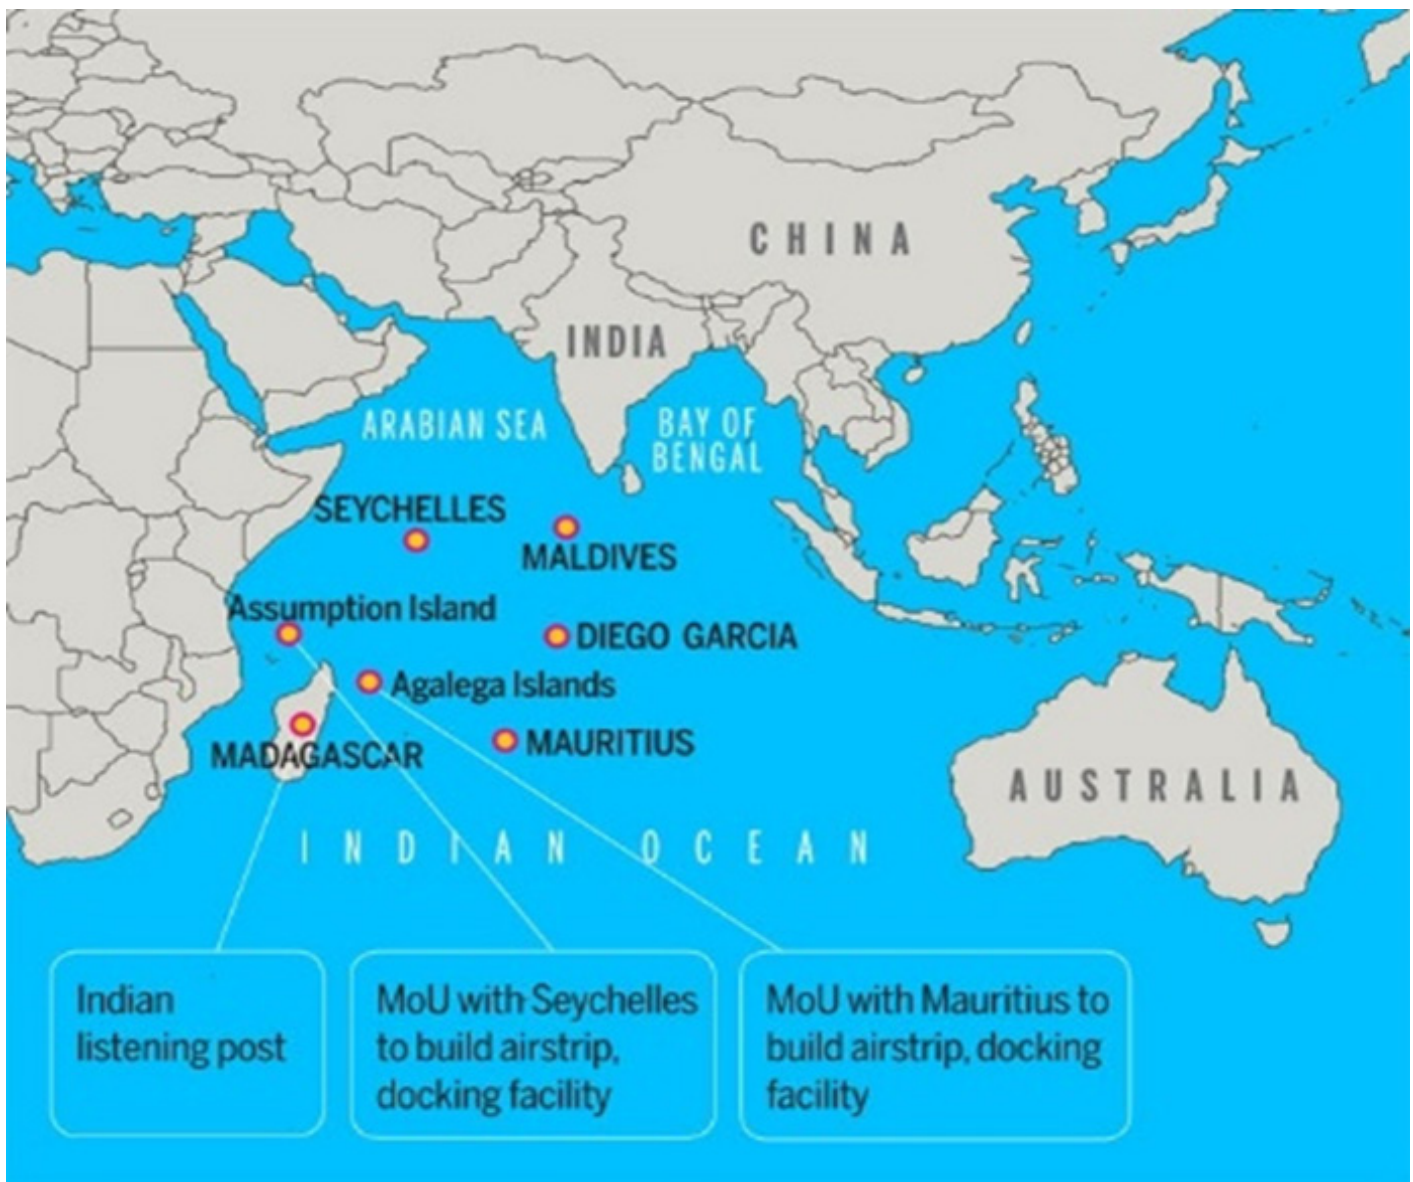 CHINA
INDIA
ARABIAN SEA
BAY OF
BENGAL
SEYCHELLES
MALDIVES
Assumption Island
DIEGO GARCIA
Agalega Islands
MAURITIUS
MADAGASCAR
AUSTRALIA
INDIAN OCEAN
Indian
listening post
MoU with Seychelles
to build airstrip,
docking facility
MoU with Mauritius to
build airstrip, docking
facility